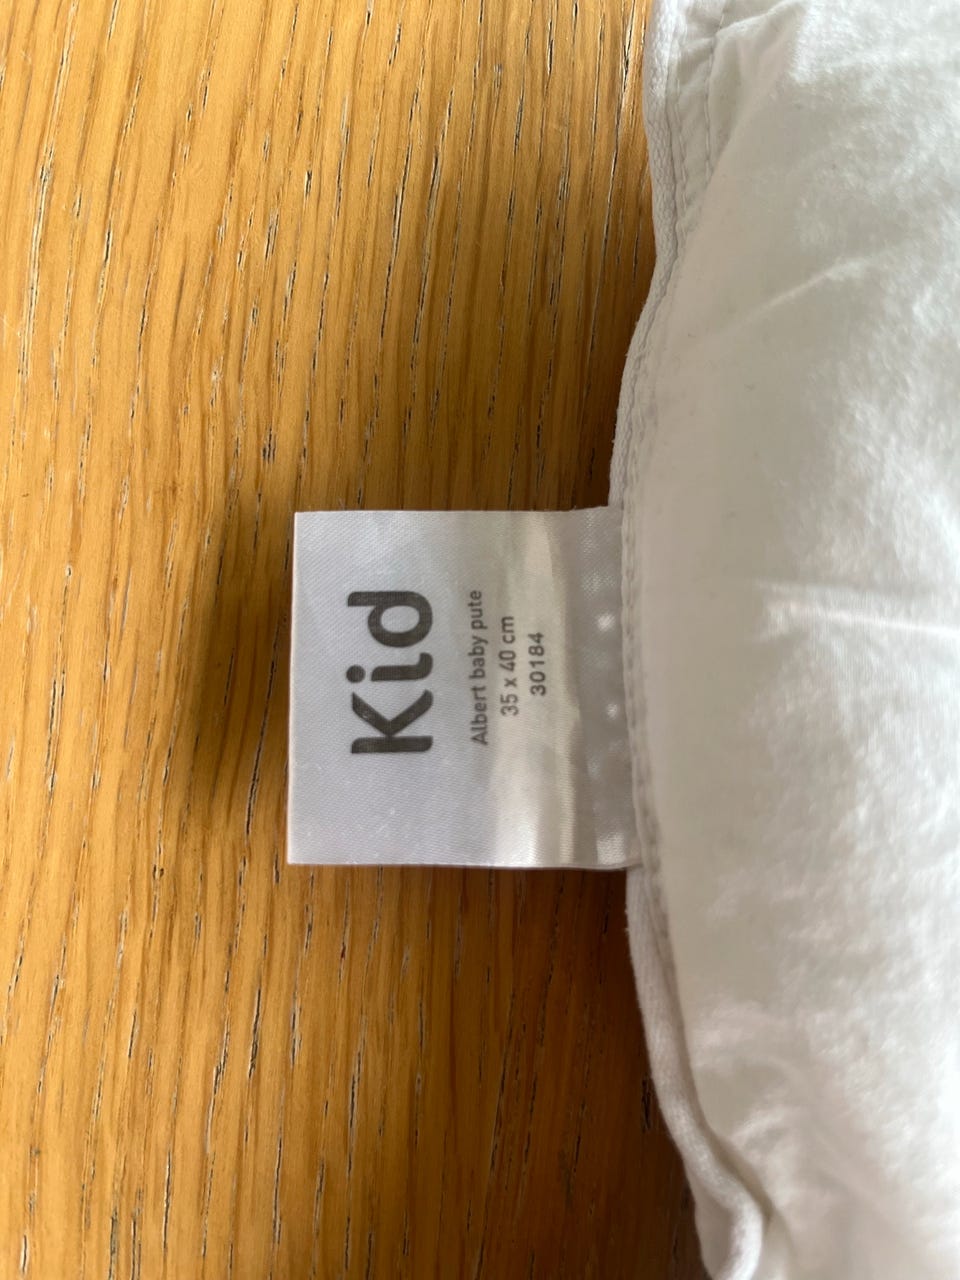 Kid
Albert baby pute
35 x 40 cm
30184